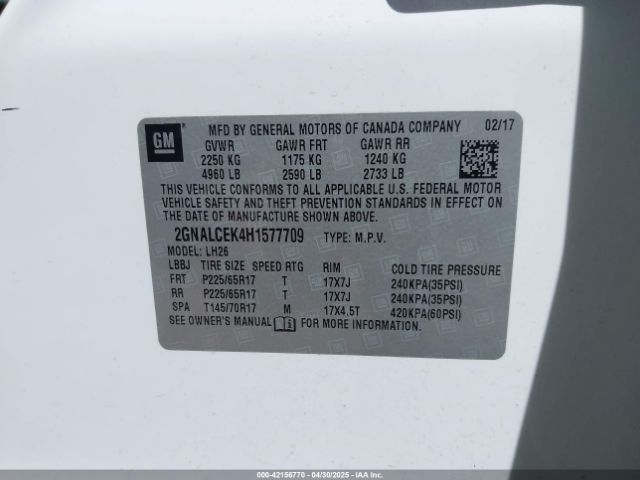 GM
MFD BY GENERAL MOTORS OF CANADA COMPANY 02/17
GVWR GAWR FRT GAWR RR
2250 KG 1175 KG 1240 KG
4960 LB 2590 LB 2733 LB
THIS VEHICLE CONFORMS TO ALL APPLICABLE U.S. FEDERAL MOTOR
VEHICLE SAFETY AND THEFT PREVENTION STANDARDS IN EFFECT ON
THE DATE OF MANUFACTURE SHOWN ABOVE.
2GNALCEK4H1577709 TYPE: M.P.V.
MODEL: LH26
LBBJ TIRE SIZE SPEED RTG RIM COLD TIRE PRESSURE
FRT P225/65R17 T 17X7J 240KPA(35PSI)
RR P225/65R17 T 17X7J 240KPA(35PSI)
SPA T145/70R17 M 17X4.5T 420KPA(60PSI)
SEE OWNER'S MANUAL i FOR MORE INFORMATION.
000-42156770 - 04/30/2025 - IAAI.COM